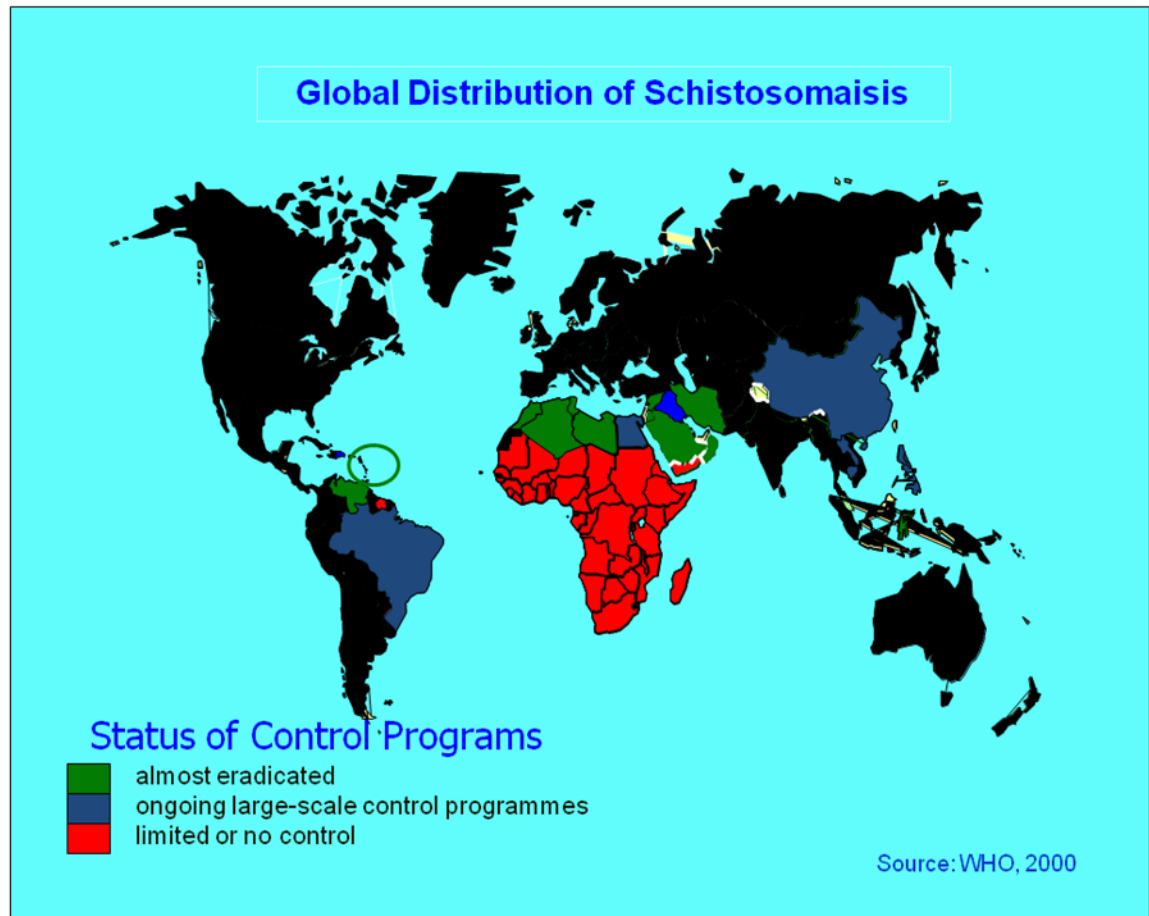 Global Distribution of Schistosomaisis
Status of Control Programs
almost eradicated
ongoing large-scale control programmes
limited or no control
Source: WHO, 2000